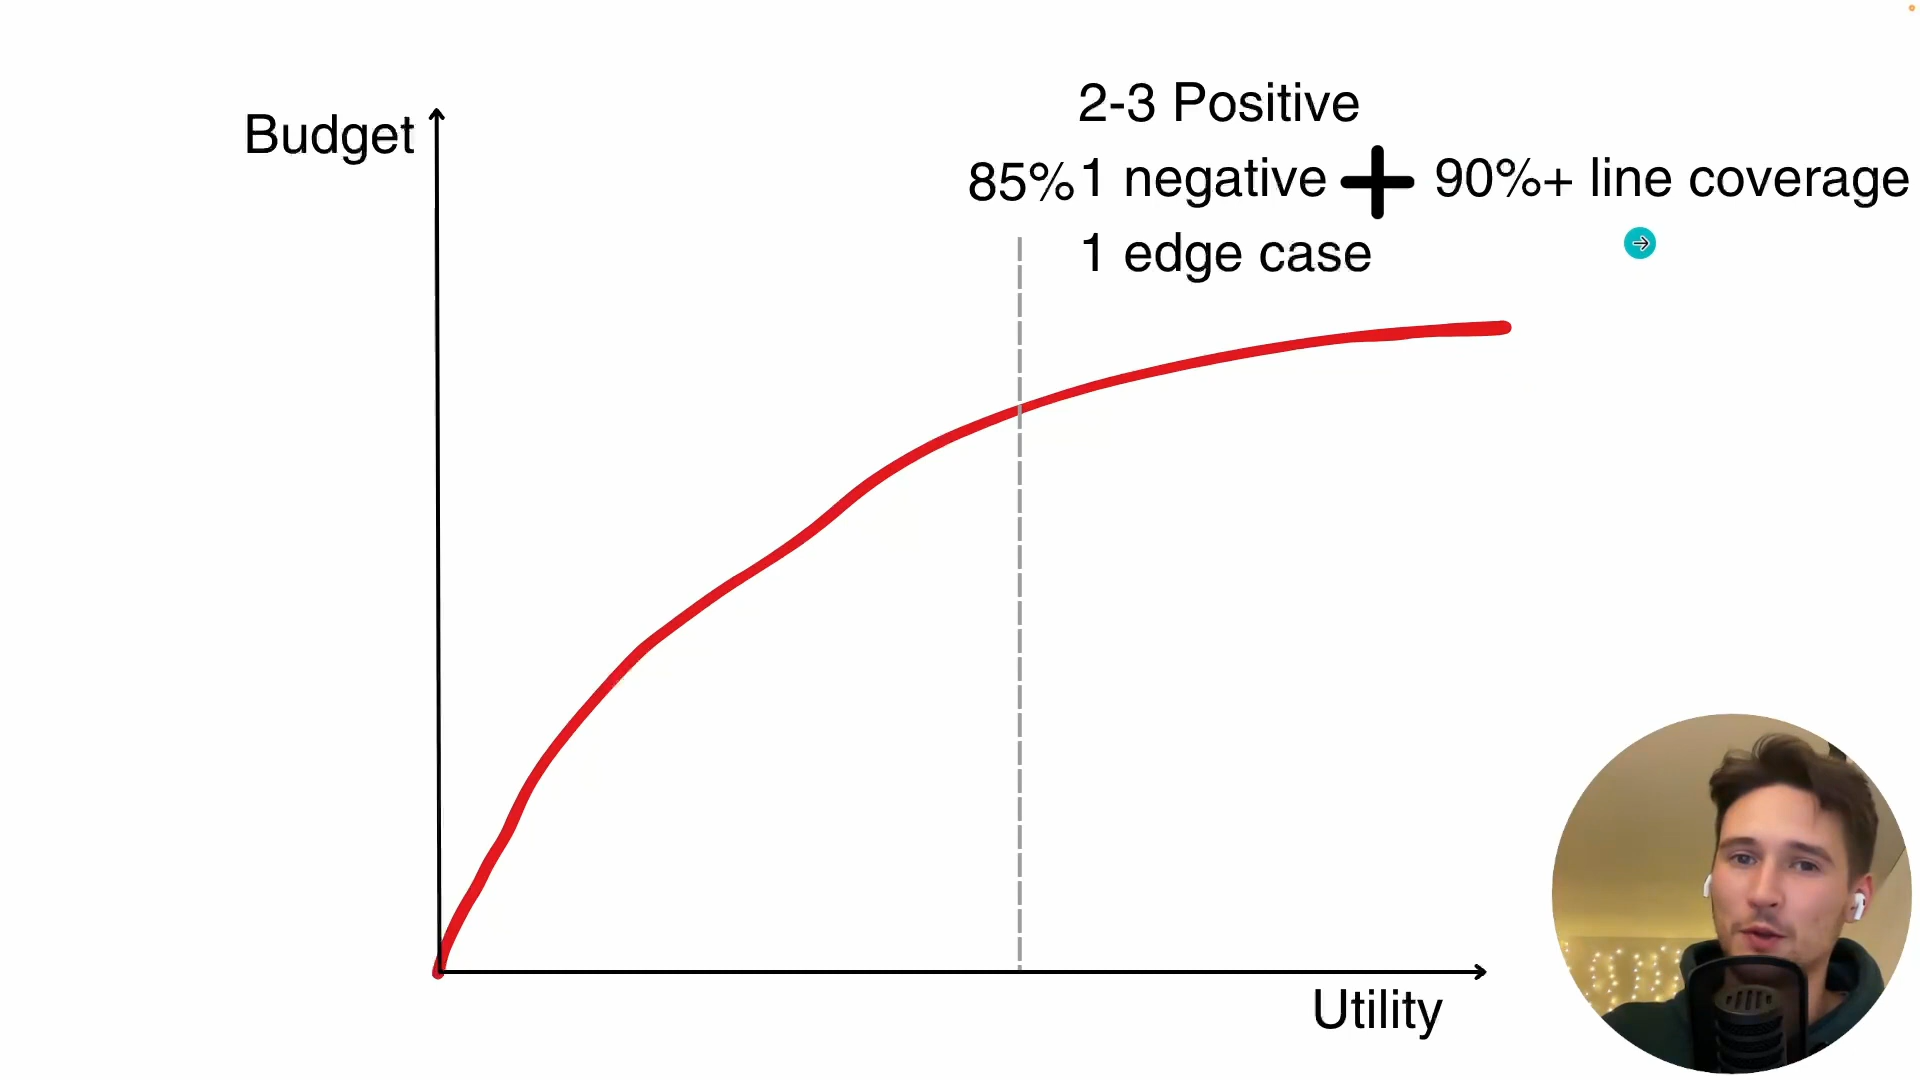 Budget
2-3 Positive
85% 1 negative + 90%+ line coverage
1 edge case
Utility